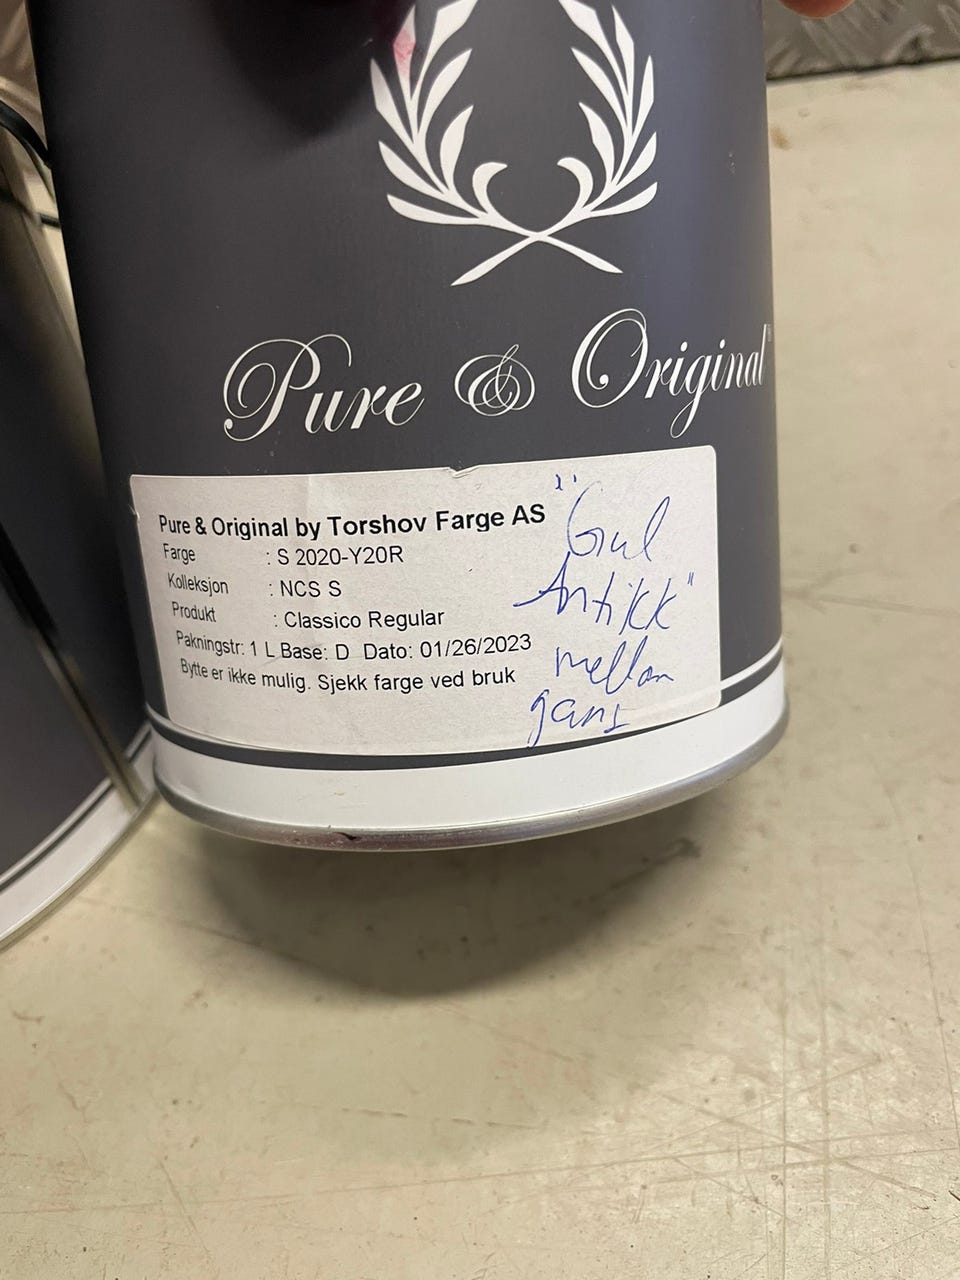 Pure & Original
Pure & Original by Torshov Farge AS
Farge : S 2020-Y20R
Kolleksjon : NCS S
Produkt : Classico Regular
Pakningstr: 1 L Base: D Dato: 01/26/2023
Bytte er ikke mulig. Sjekk farge ved bruk
"Gul
Antikk"
mellom
gans